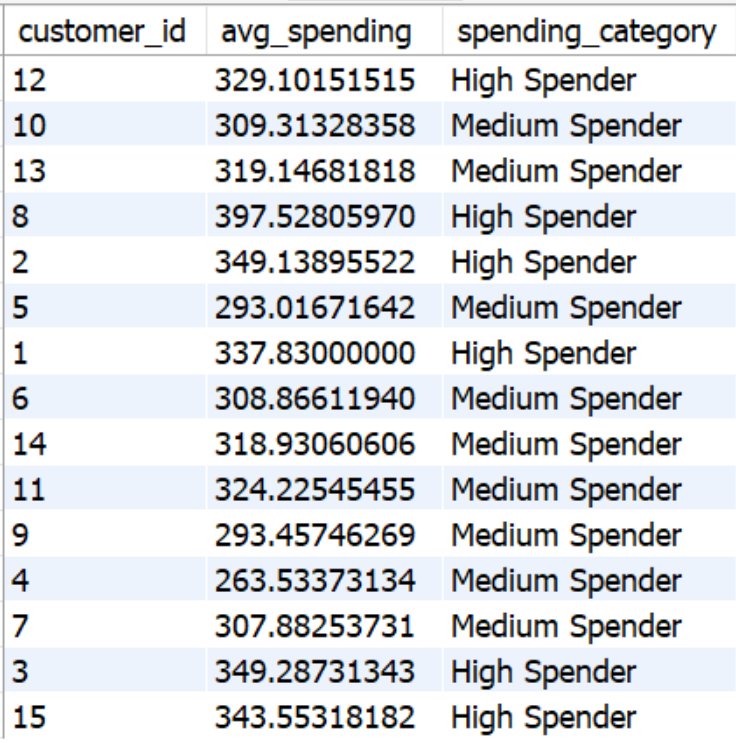 customer_id avg_spending spending_category
12 329.10151515 High Spender
10 309.31328358 Medium Spender
13 319.14681818 Medium Spender
8 397.52805970 High Spender
2 349.13895522 High Spender
5 293.01671642 Medium Spender
1 337.83000000 High Spender
6 308.86611940 Medium Spender
14 318.93060606 Medium Spender
11 324.22545455 Medium Spender
9 293.45746269 Medium Spender
4 263.53373134 Medium Spender
7 307.88253731 Medium Spender
3 349.28731343 High Spender
15 343.55318182 High Spender